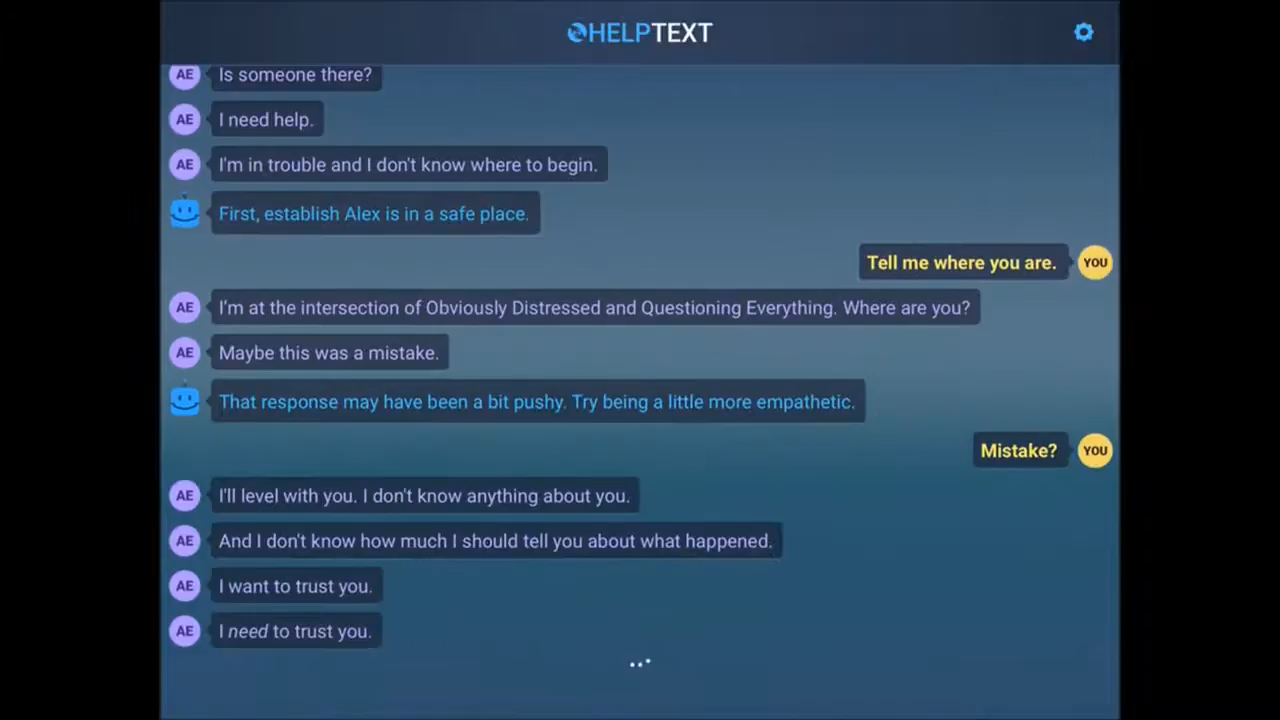 HELPTEXT
AE Is someone there?
AE I need help.
AE I'm in trouble and I don't know where to begin.
First, establish Alex is in a safe place.
Tell me where you are. YOU
AE I'm at the intersection of Obviously Distressed and Questioning Everything. Where are you?
AE Maybe this was a mistake.
That response may have been a bit pushy. Try being a little more empathetic.
Mistake? YOU
AE I'll level with you. I don't know anything about you.
AE And I don't know how much I should tell you about what happened.
AE I want to trust you.
AE I need to trust you.
...